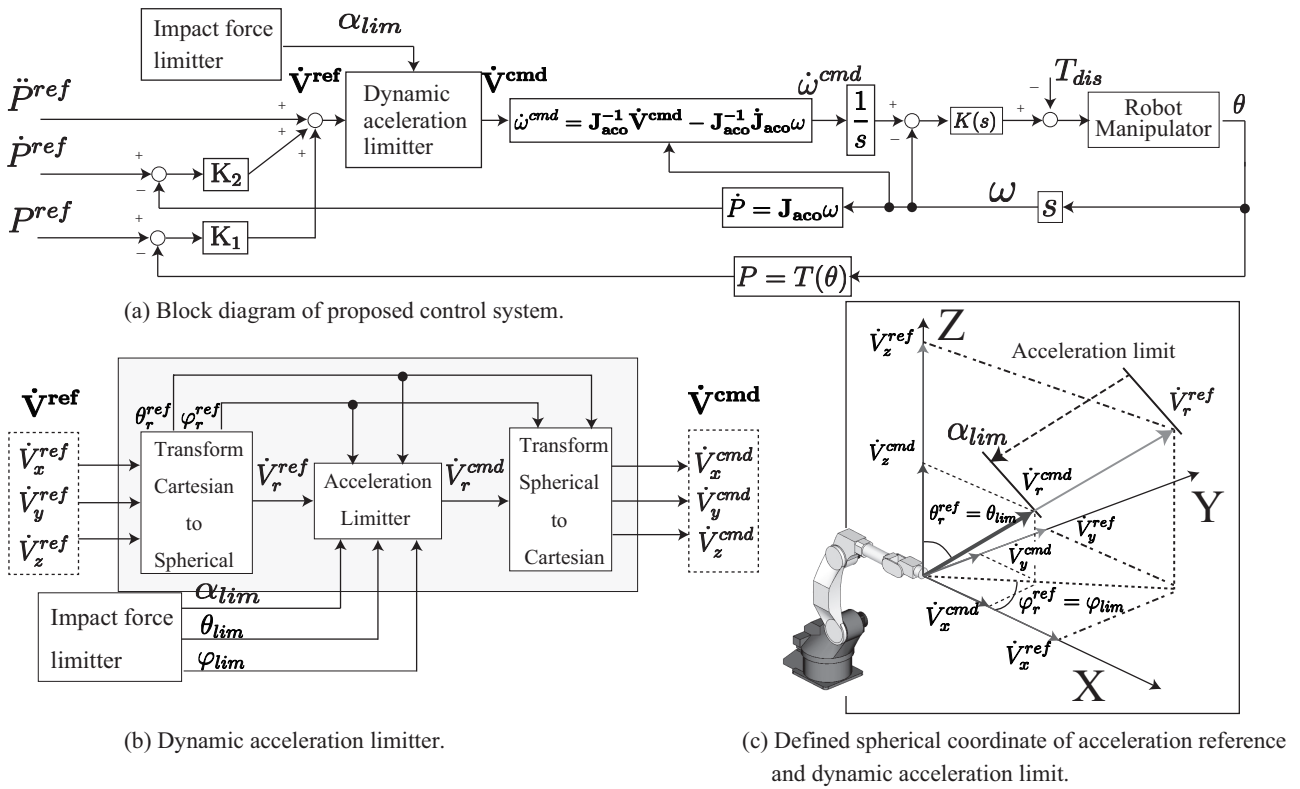 Impact force
limitter
α_lim
P̈^ref
Ṗ^ref
P^ref
+
−
+
−
K₂
K₁
+
+
+
V̇^ref
Dynamic
aceleration
limitter
V̇^cmd
ω̇^cmd = J_aco^-1 V̇^cmd − J_aco^-1 J̇_aco ω
ω̇^cmd
1/s
+
−
K(s)
+
−
T_dis
Robot
Manipulator
θ
Ṗ = J_aco ω
ω
s
P = T(θ)
(a) Block diagram of proposed control system.
V̇^ref
V̇_x^ref
V̇_y^ref
V̇_z^ref
θ_r^ref
φ_r^ref
Transform
Cartesian
to
Spherical
V̇_r^ref
Acceleration
Limitter
V̇_r^cmd
Transform
Spherical
to
Cartesian
V̇^cmd
V̇_x^cmd
V̇_y^cmd
V̇_z^cmd
Impact force
limitter
α_lim
θ_lim
φ_lim
(b) Dynamic acceleration limitter.
Z
V̇_z^ref
Acceleration limit
V̇_r^ref
α_lim
V̇_z^cmd
V̇_r^cmd
Y
θ_r^ref = θ_lim
V̇_y^ref
V̇_y^cmd
V̇_x^cmd
φ_r^ref = φ_lim
V̇_x^ref
X
(c) Defined spherical coordinate of acceleration reference
and dynamic acceleration limit.